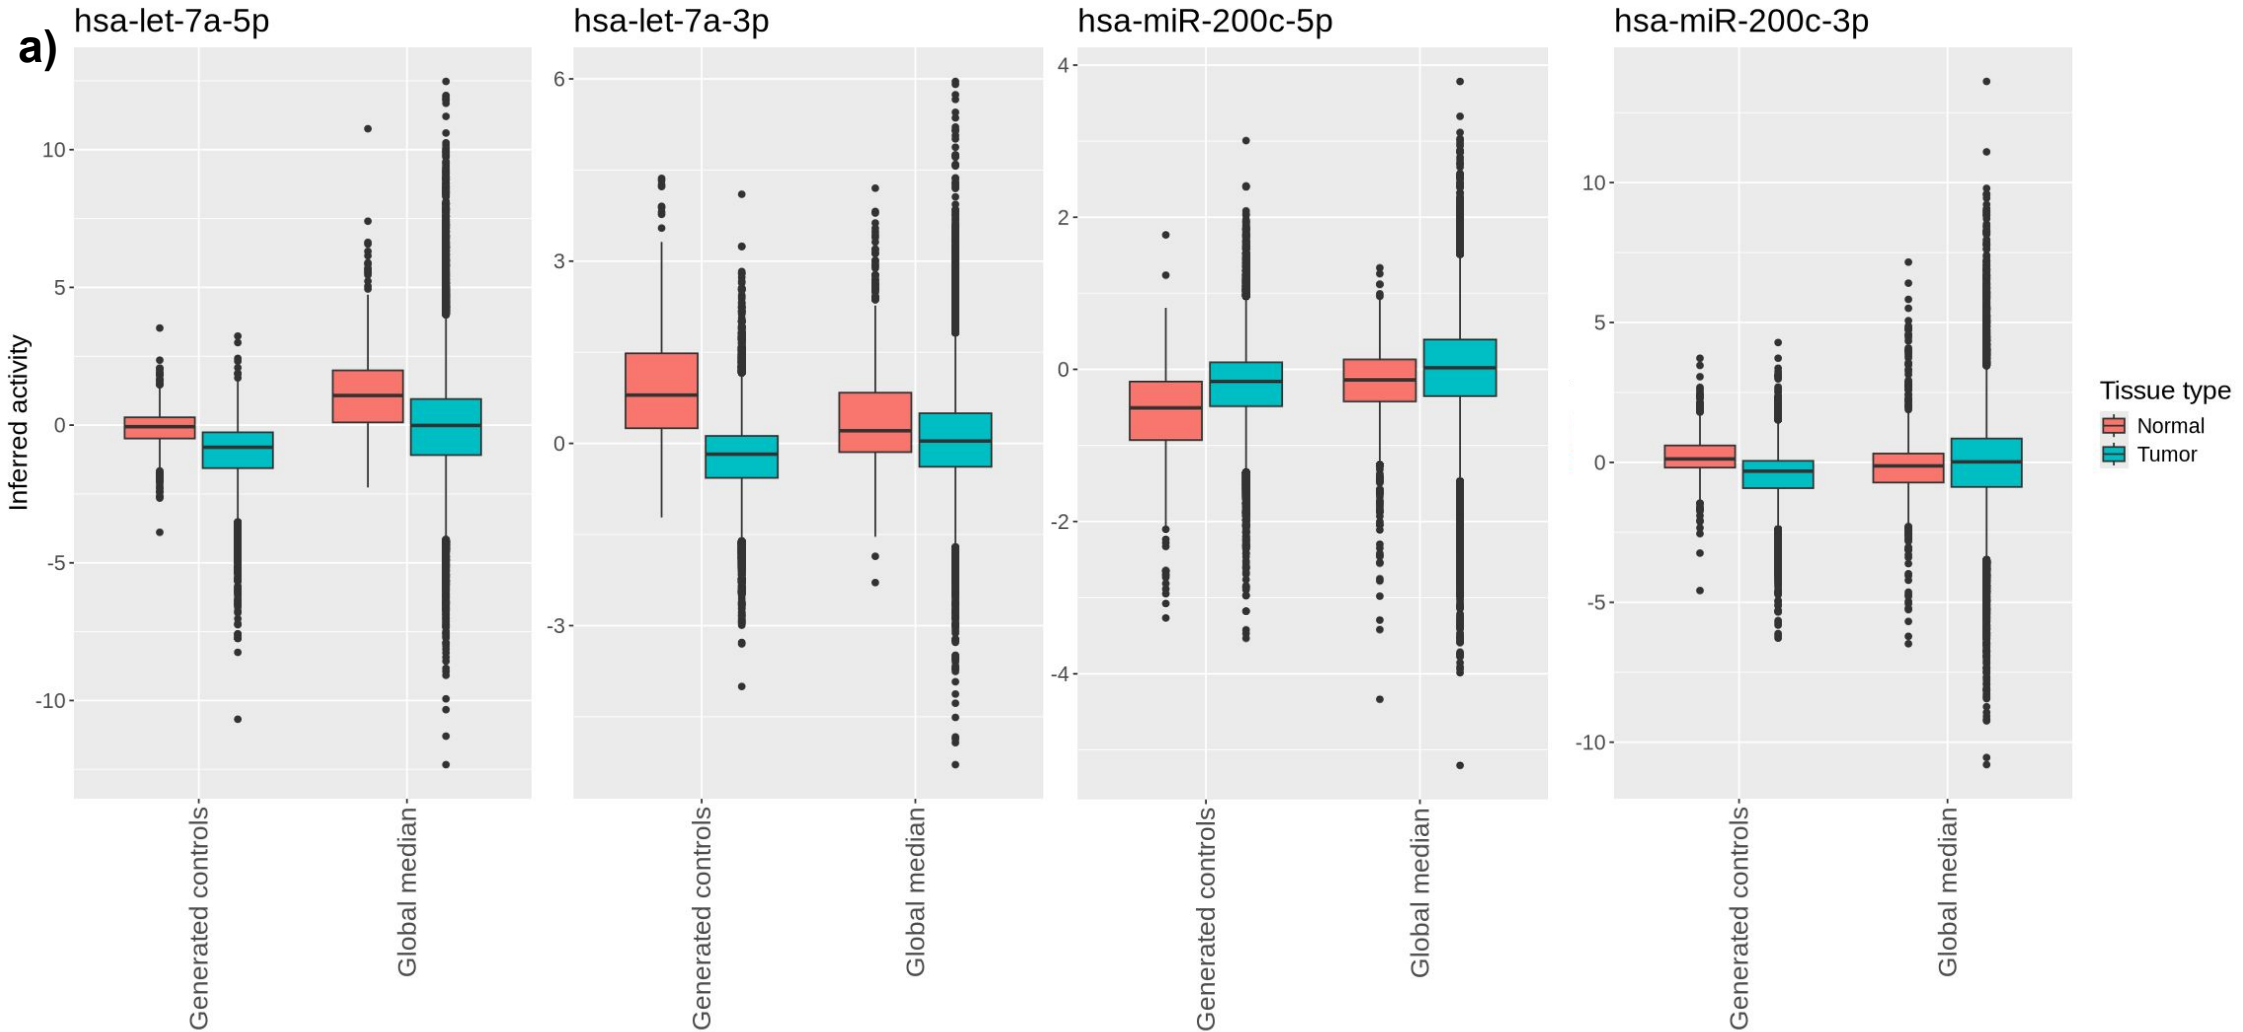 a)
hsa-let-7a-5p
hsa-let-7a-3p
hsa-miR-200c-5p
hsa-miR-200c-3p
Inferred activity
10
5
0
-5
-10
Generated controls
Global median
6
3
0
-3
Generated controls
Global median
4
2
0
-2
-4
Generated controls
Global median
10
5
0
-5
-10
Generated controls
Global median
Tissue type
Normal
Tumor